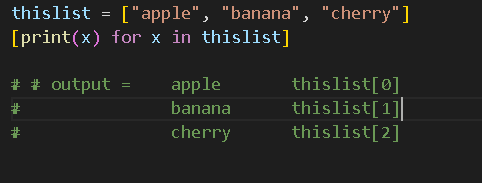 thislist = ["apple", "banana", "cherry"]
[print(x) for x in thislist]
# # output =    apple       thislist[0]
#               banana      thislist[1]
#               cherry      thislist[2]